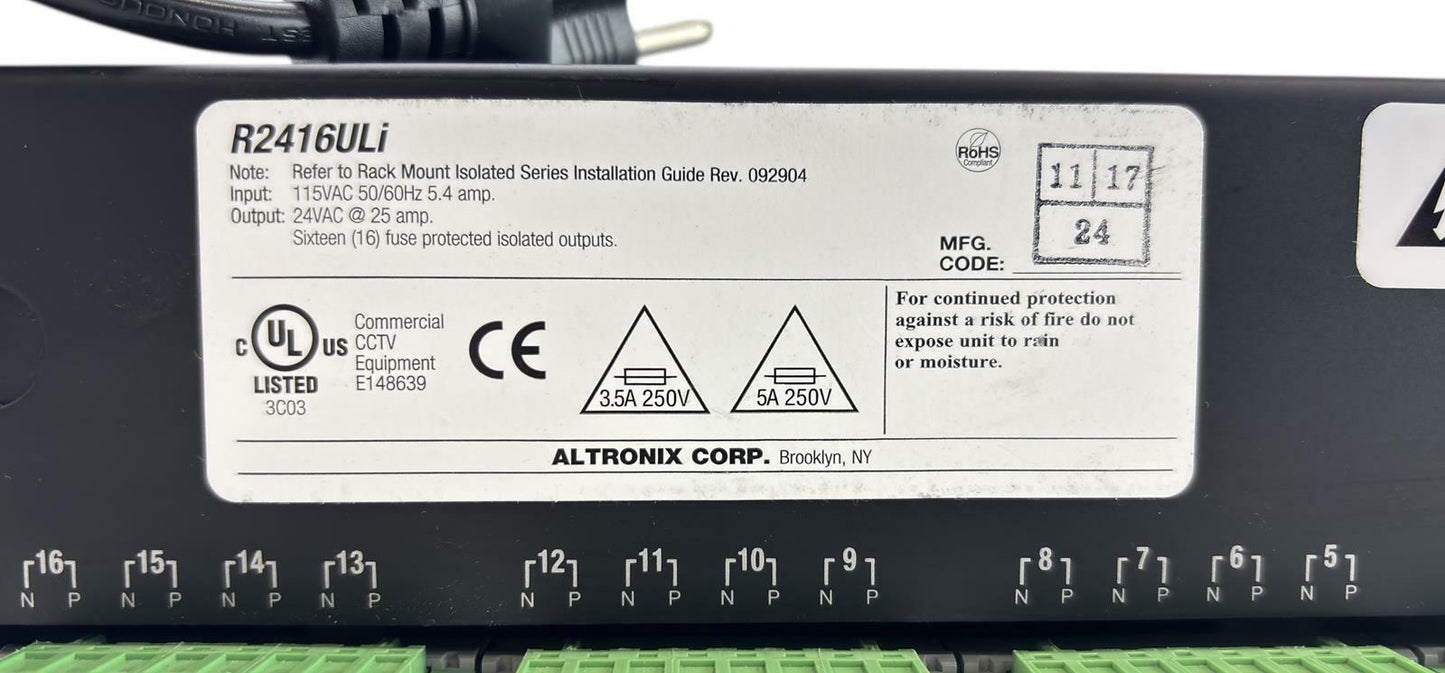 R2416ULi
Note: Refer to Rack Mount Isolated Series Installation Guide Rev. 092904
Input: 115VAC 50/60Hz 5.4 amp.
Output: 24VAC @ 25 amp.
Sixteen (16) fuse protected isolated outputs.
RoHS
Compliant
11 17
24
MFG.
CODE:
C UL US
LISTED
3C03
Commercial
CCTV
Equipment
E148639
CE
3.5A 250V
5A 250V
For continued protection
against a risk of fire do not
expose unit to rain
or moisture.
ALTRONIX CORP. Brooklyn, NY
16 15 14 13 12 11 10 9 8 7 6 5
N P N P N P N P N P N P N P N P N P N P N P N P